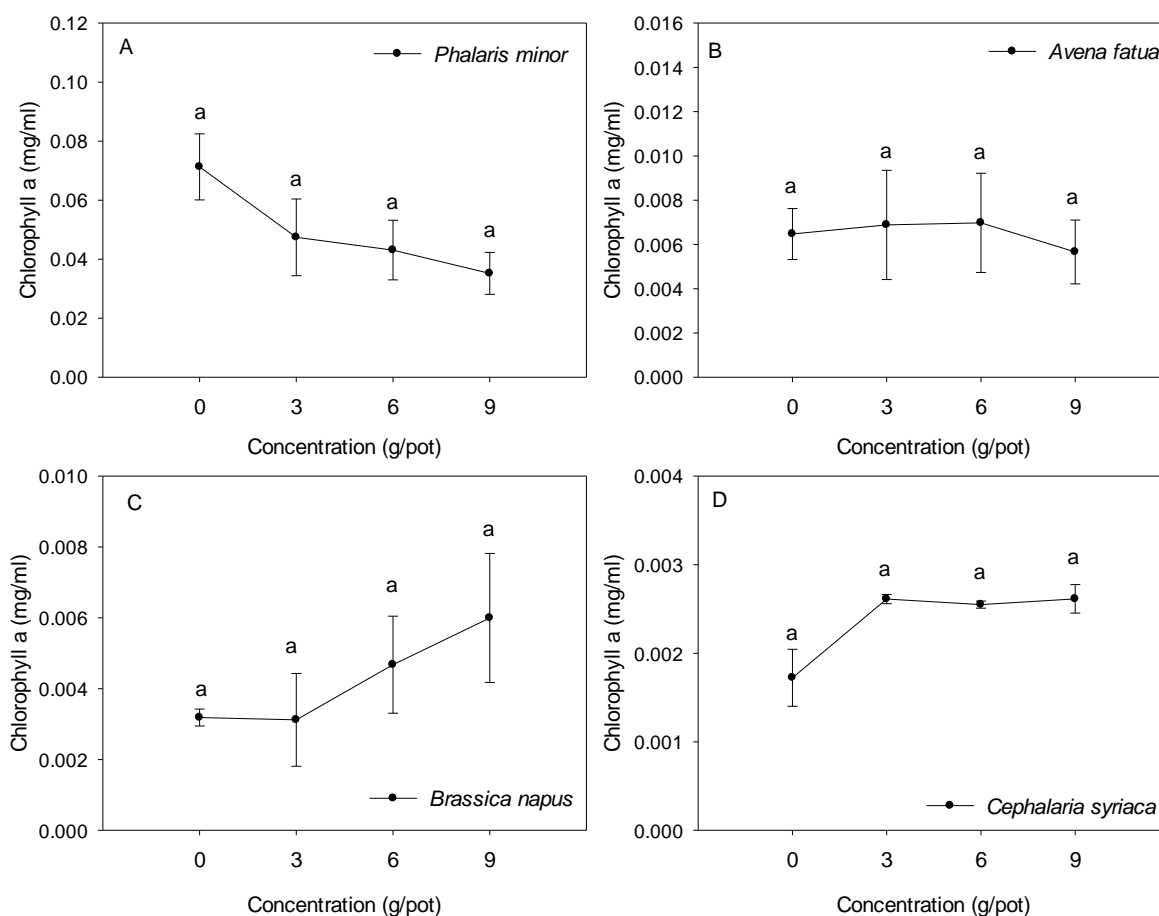 A
Phalaris minor
0.12
0.10
0.08
0.06
0.04
0.02
0.00
Chlorophyll a (mg/ml)
a
a
a
a
0 3 6 9
Concentration (g/pot)
B
Avena fatua
0.016
0.014
0.012
0.010
0.008
0.006
0.004
0.002
0.000
Chlorophyll a (mg/ml)
a
a
a
a
0 3 6 9
Concentration (g/pot)
C
0.010
0.008
0.006
0.004
0.002
0.000
Chlorophyll a (mg/ml)
a
a
a
a
Brassica napus
0 3 6 9
Concentration (g/pot)
D
0.004
0.003
0.002
0.001
0.000
Chlorophyll a (mg/ml)
a
a
a
a
Cephalaria syriaca
0 3 6 9
Concentration (g/pot)